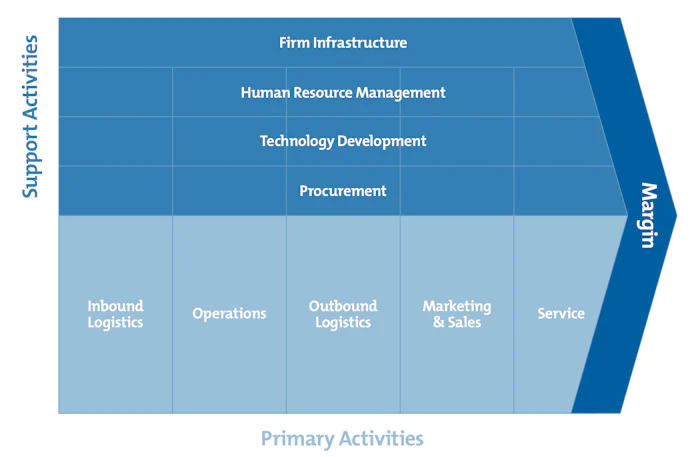 Support Activities
Firm Infrastructure
Human Resource Management
Technology Development
Procurement
Margin
Inbound
Logistics
Operations
Outbound
Logistics
Marketing
& Sales
Service
Primary Activities